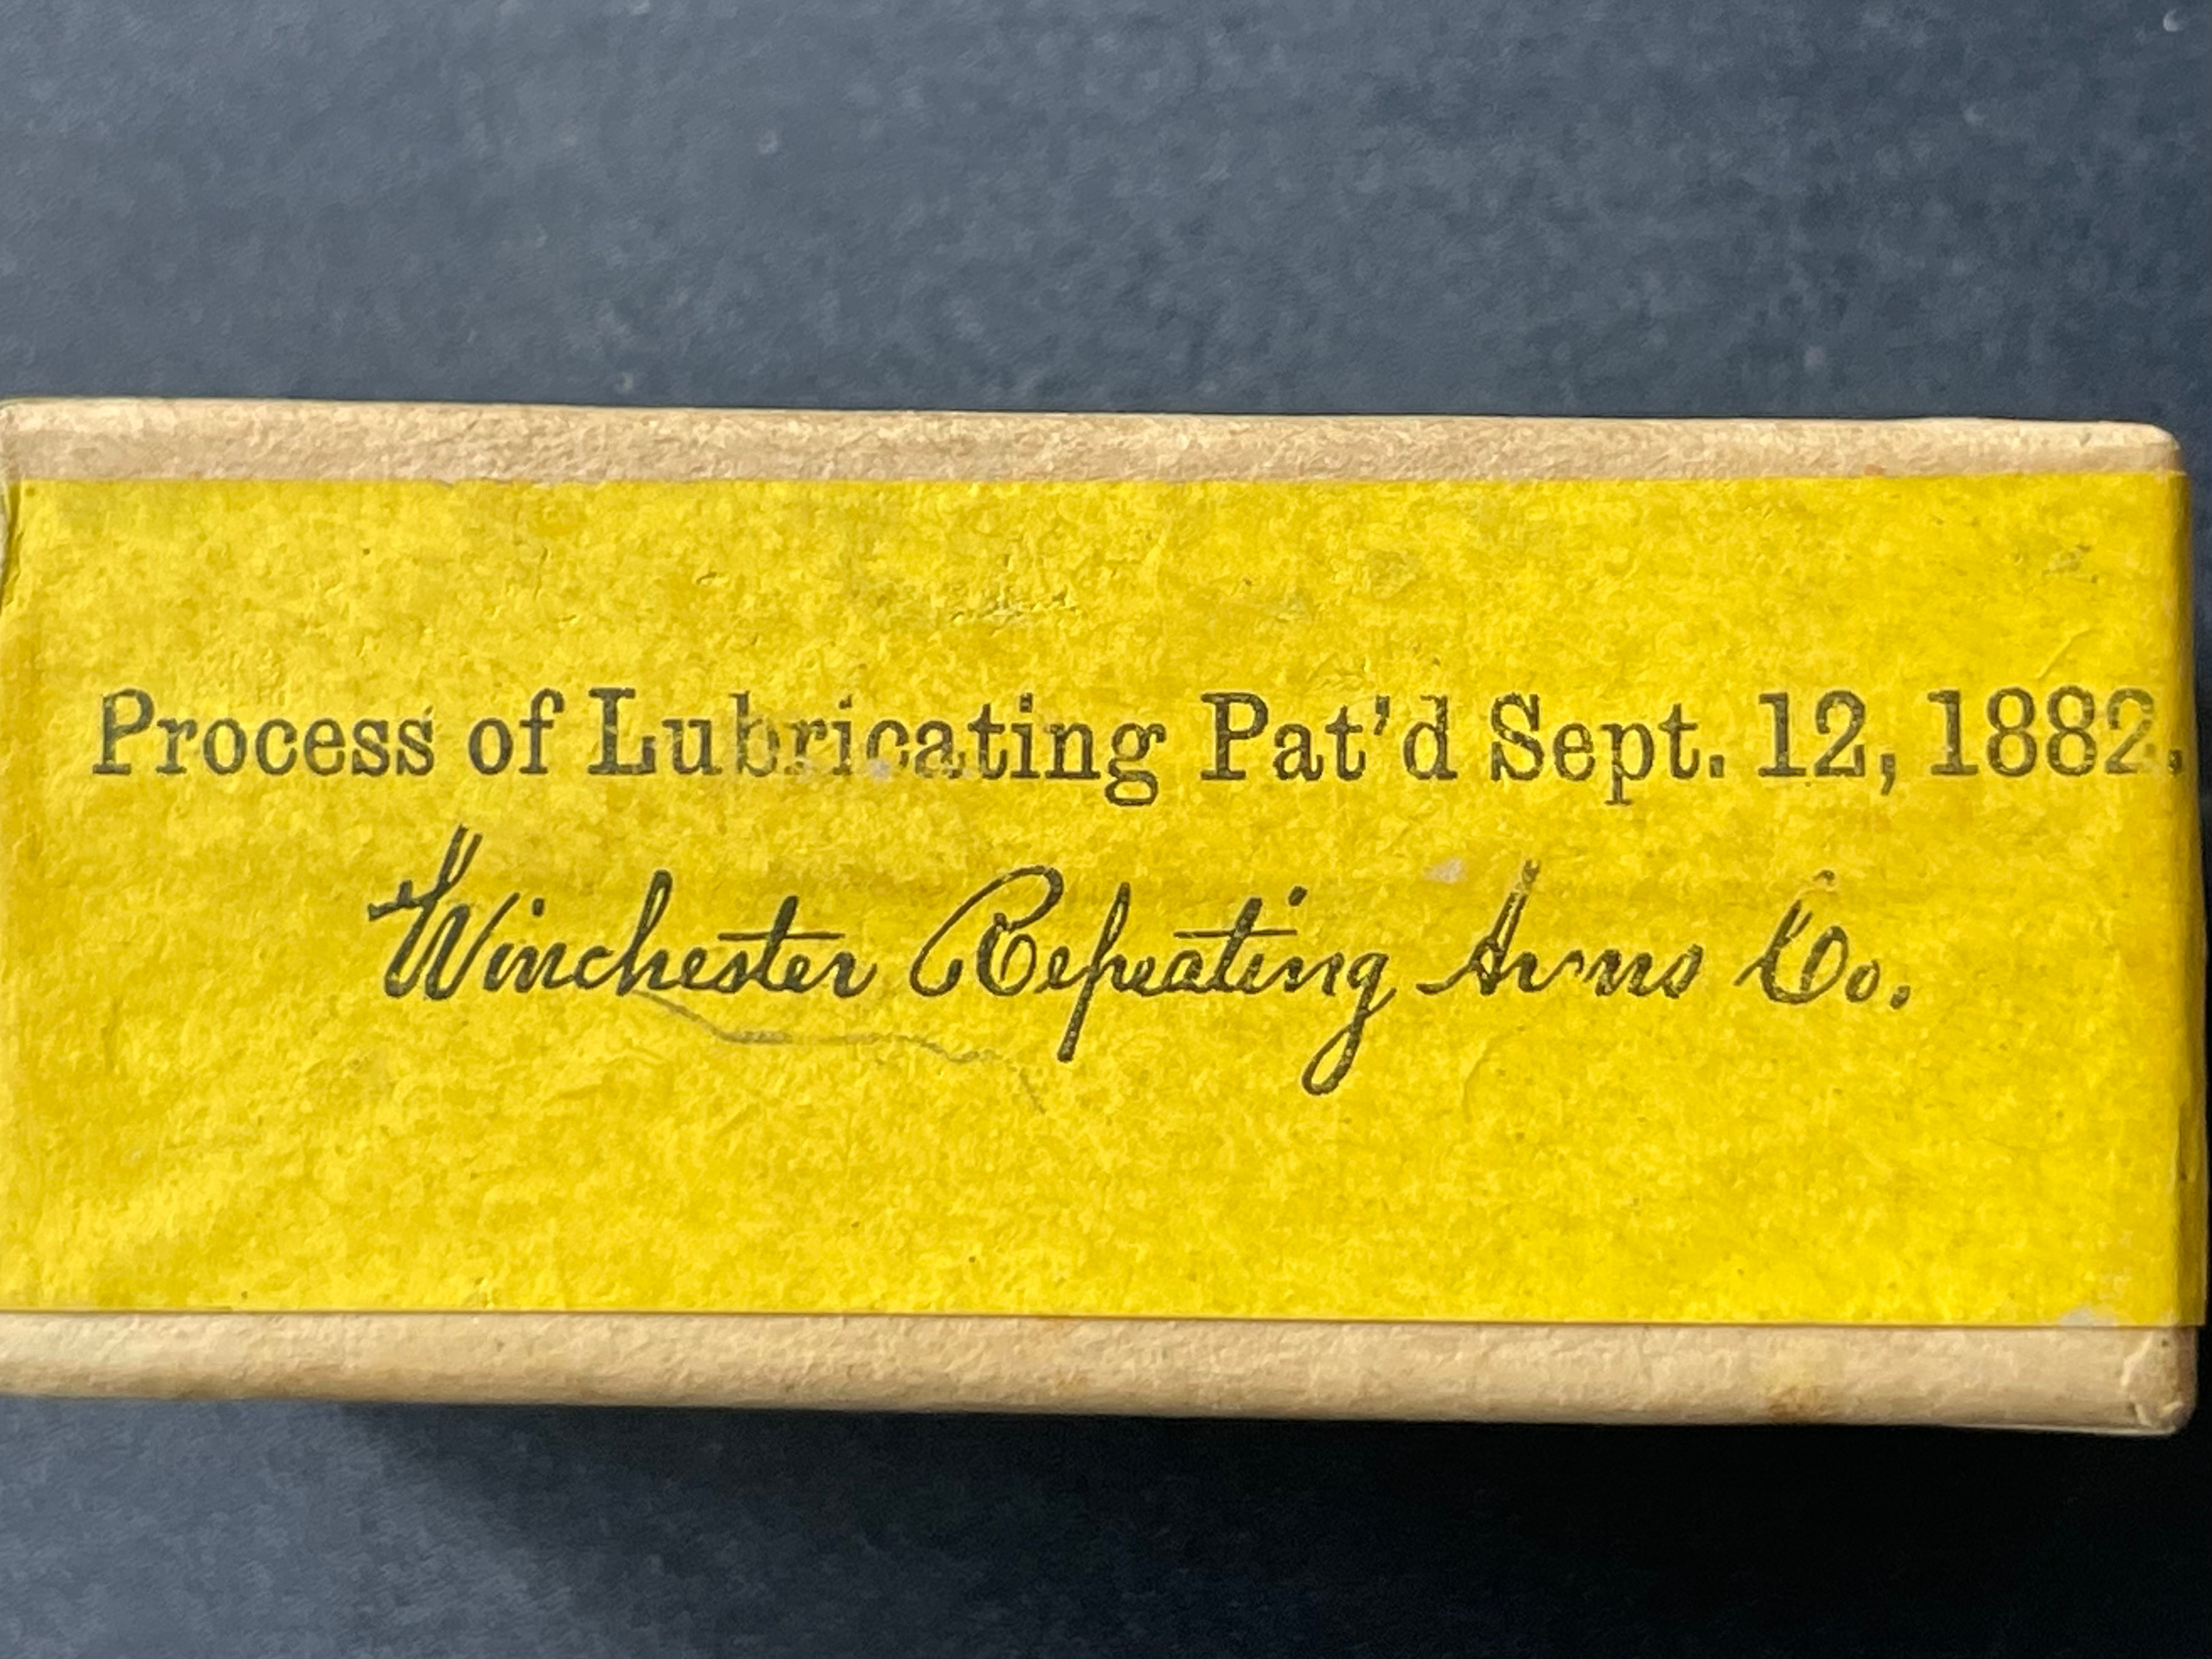 Process of Lubricating Pat'd Sept. 12, 1882.
Winchester Repeating Arms Co.